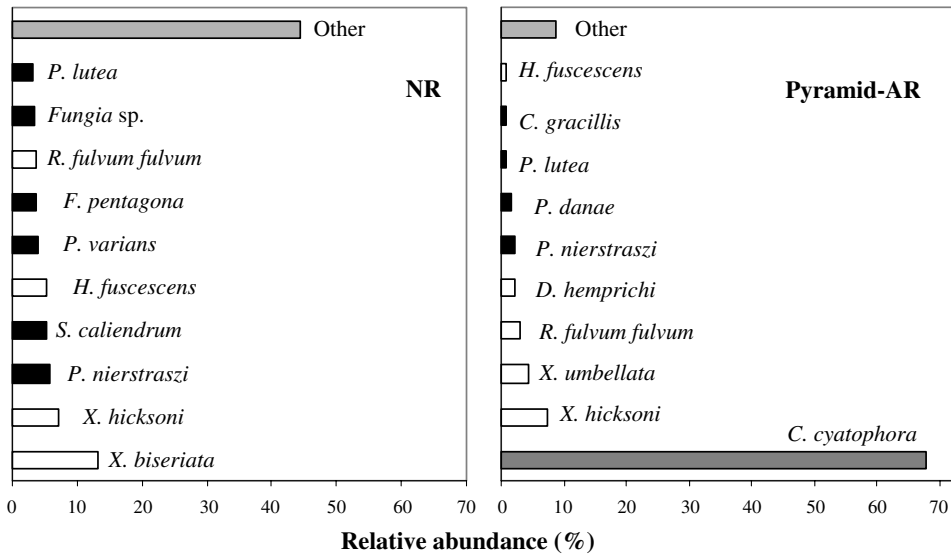 Other
P. lutea
NR
Fungia sp.
R. fulvum fulvum
F. pentagona
P. varians
H. fuscescens
S. caliendrum
P. nierstraszi
X. hicksoni
X. biseriata
0 10 20 30 40 50 60 70
Other
H. fuscescens
Pyramid-AR
C. gracillis
P. lutea
P. danae
P. nierstraszi
D. hemprichi
R. fulvum fulvum
X. umbellata
X. hicksoni
C. cyatophora
0 10 20 30 40 50 60 70
Relative abundance (%)